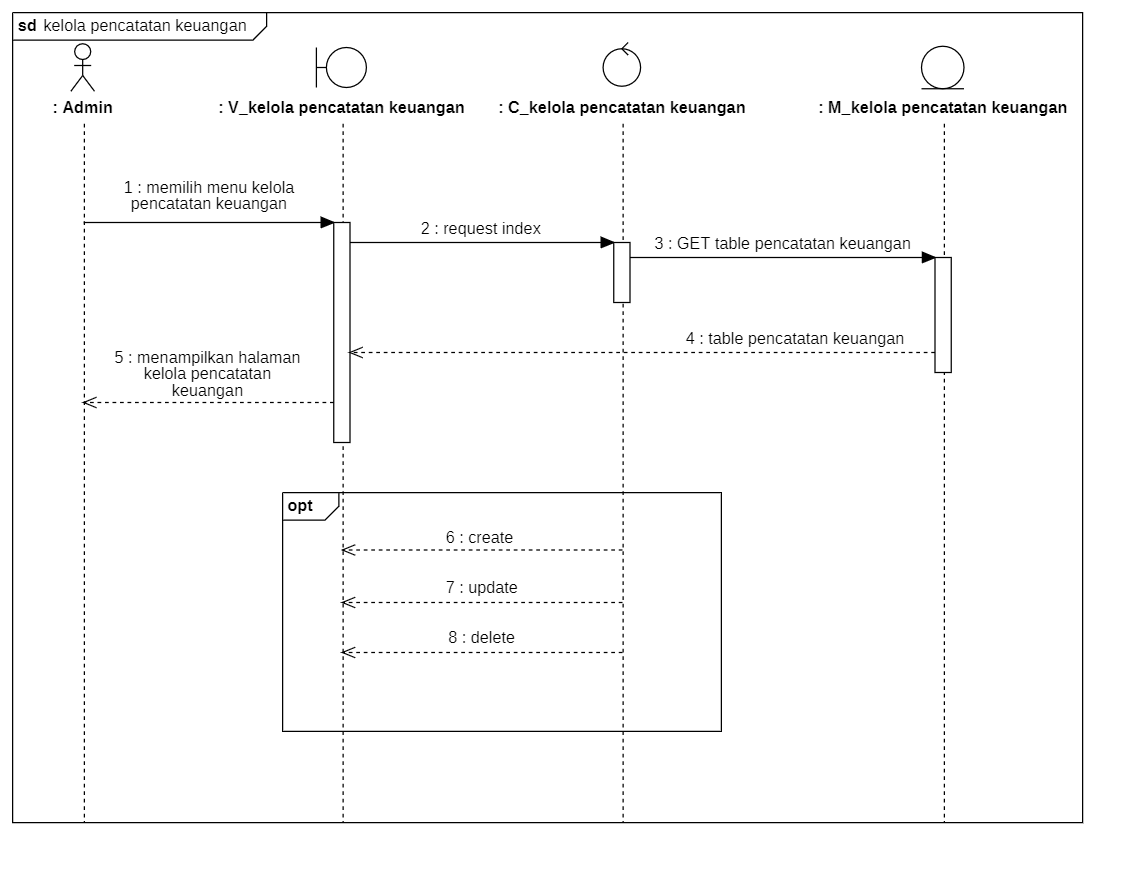 sd kelola pencatatan keuangan
: Admin
: V_kelola pencatatan keuangan
: C_kelola pencatatan keuangan
: M_kelola pencatatan keuangan
1 : memilih menu kelola
pencatatan keuangan
2 : request index
3 : GET table pencatatan keuangan
4 : table pencatatan keuangan
5 : menampilkan halaman
kelola pencatatan
keuangan
opt
6 : create
7 : update
8 : delete